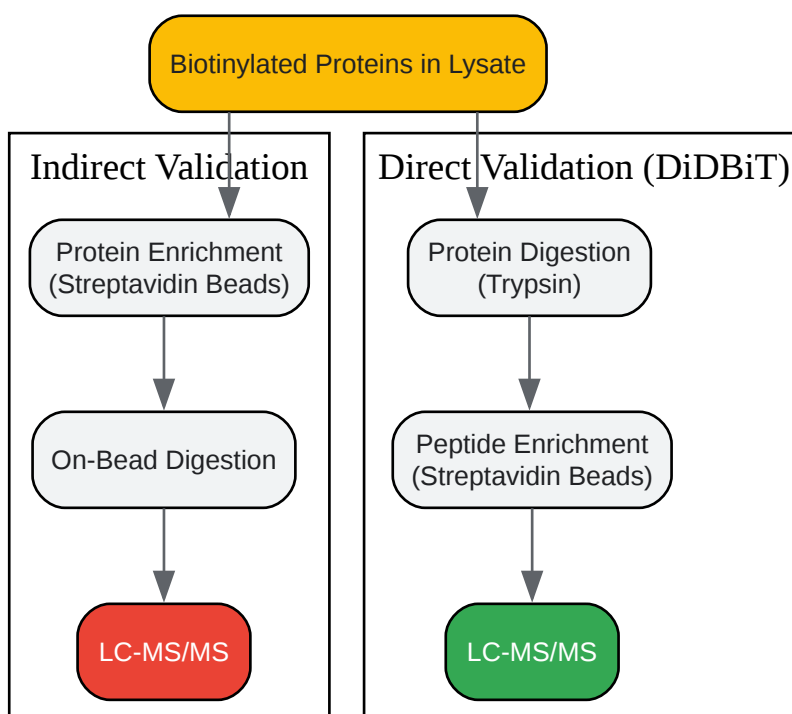 Biotinylated Proteins in Lysate
Indirect Validation
Protein Enrichment
(Streptavidin Beads)
On-Bead Digestion
LC-MS/MS
Direct Validation (DiDBiT)
Protein Digestion
(Trypsin)
Peptide Enrichment
(Streptavidin Beads)
LC-MS/MS